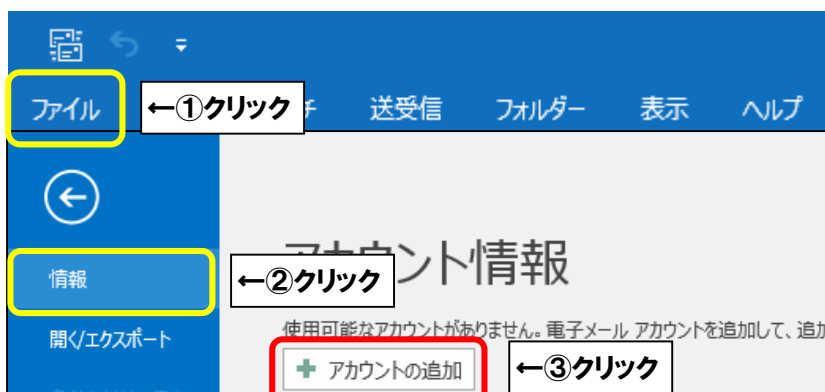 ファイル ←①クリック 送受信 フォルダー 表示 ヘルプ
アカウント情報
情報 ←②クリック
使用可能なアカウントがありません。電子メール アカウントを追加して、追加
開く/エクスポート
アカウントの追加 ←③クリック